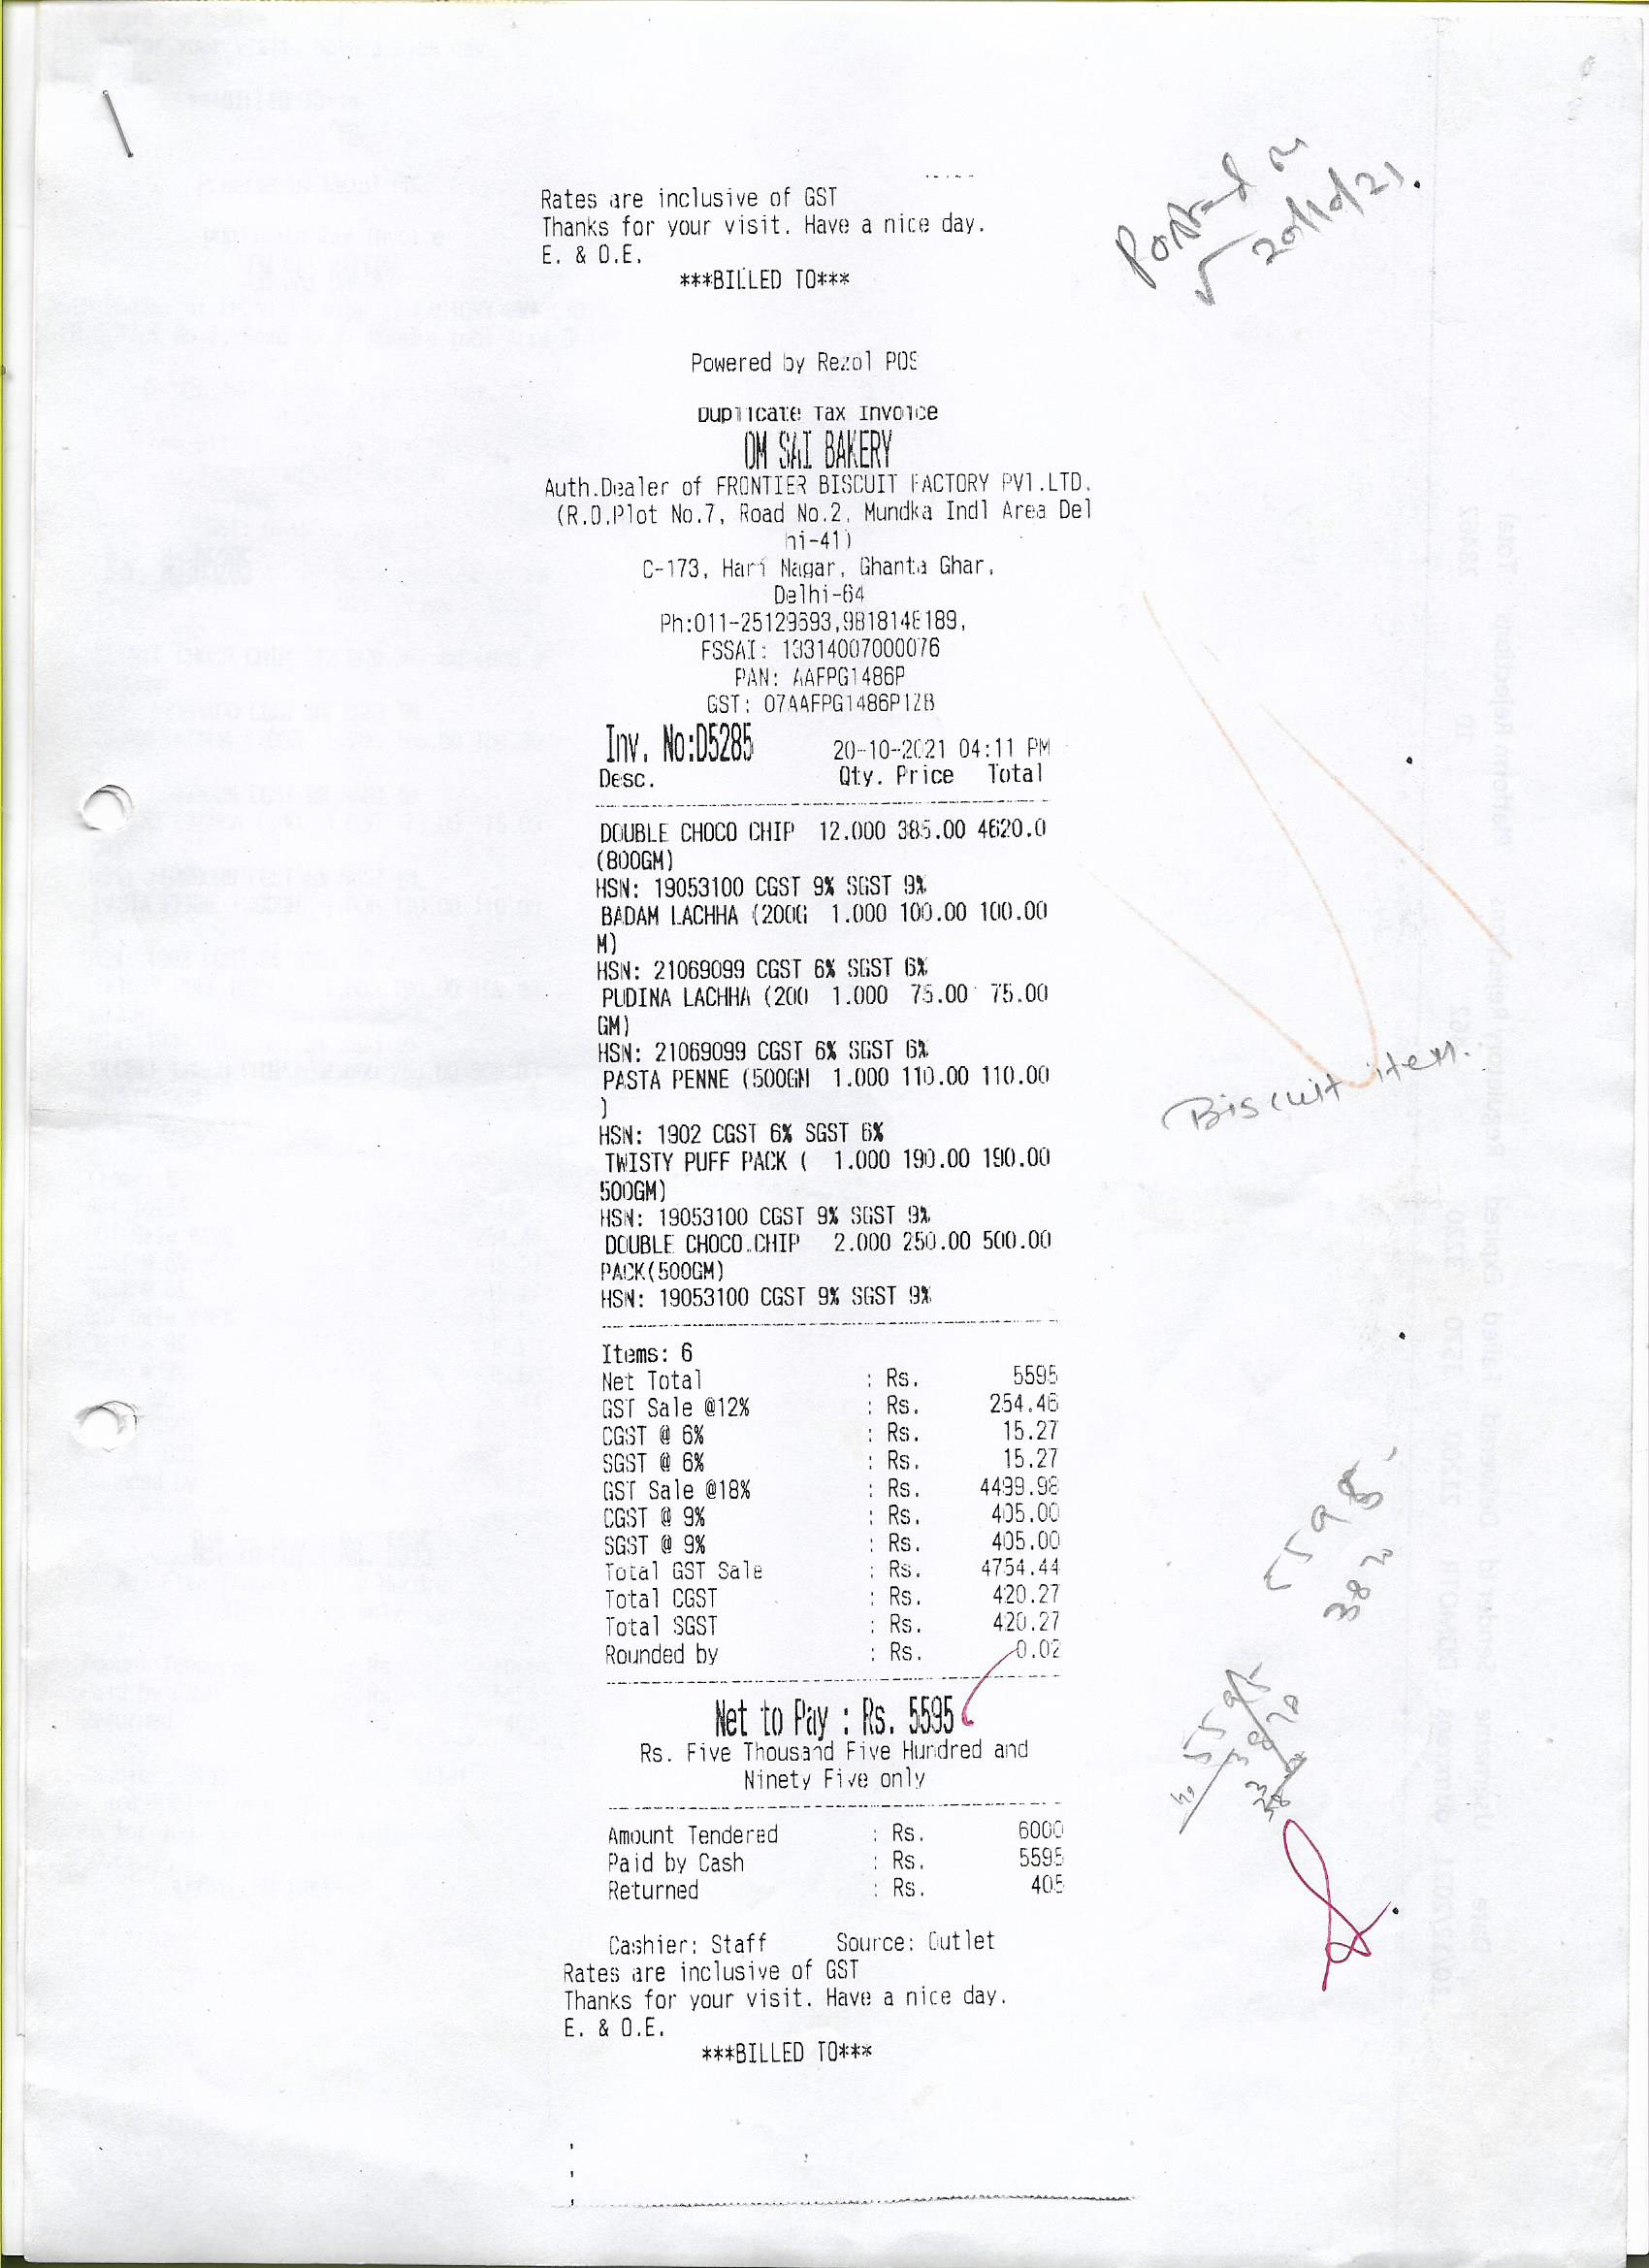 Rates are inclusive of GST
Thanks for your visit. Have a nice day.
E. & O.E.
***BILLED TO***
Powered by Rezol POS
Duplicate Tax Invoice
OM SAI BAKERY
Auth.Dealer of FRONTIER BISCUIT FACTORY PVT.LTD.
(R.O.Plot No.7, Road No.2, Mundka Indl Area Del
hi-41)
C-173, Hari Nagar, Ghanta Ghar,
Delhi-64
Ph:011-25129693,9818148189,
FSSAI: 13314007000076
PAN: AAFPG1486P
GST: 07AAFPG1486P1ZB
Inv. No:D5285 20-10-2021 04:11 PM
Desc. Qty. Price Total
DOUBLE CHOCO CHIP 12.000 385.00 4620.0
(800GM)
HSN: 19053100 CGST 9% SGST 9%
BADAM LACHHA (200G 1.000 100.00 100.00
M)
HSN: 21069099 CGST 6% SGST 6%
PUDINA LACHHA (200 1.000 75.00 75.00
GM)
HSN: 21069099 CGST 6% SGST 6%
PASTA PENNE (500GM 1.000 110.00 110.00
)
HSN: 1902 CGST 6% SGST 6%
TWISTY PUFF PACK ( 1.000 190.00 190.00
500GM)
HSN: 19053100 CGST 9% SGST 9%
DOUBLE CHOCO.CHIP 2.000 250.00 500.00
PACK(500GM)
HSN: 19053100 CGST 9% SGST 9%
Items: 6
Net Total : Rs. 5595
GST Sale @12% : Rs. 254.46
CGST @ 6% : Rs. 15.27
SGST @ 6% : Rs. 15.27
GST Sale @18% : Rs. 4499.98
CGST @ 9% : Rs. 405.00
SGST @ 9% : Rs. 405.00
Total GST Sale : Rs. 4754.44
Total CGST : Rs. 420.27
Total SGST : Rs. 420.27
Rounded by : Rs. 0.02
Net to Pay : Rs. 5595
Rs. Five Thousand Five Hundred and
Ninety Five only
Amount Tendered : Rs. 6000
Paid by Cash : Rs. 5595
Returned : Rs. 405
Cashier: Staff Source: Outlet
Rates are inclusive of GST
Thanks for your visit. Have a nice day.
E. & O.E.
***BILLED TO***
Posted on
20/10/21.
Biscuit item.
5595
3870